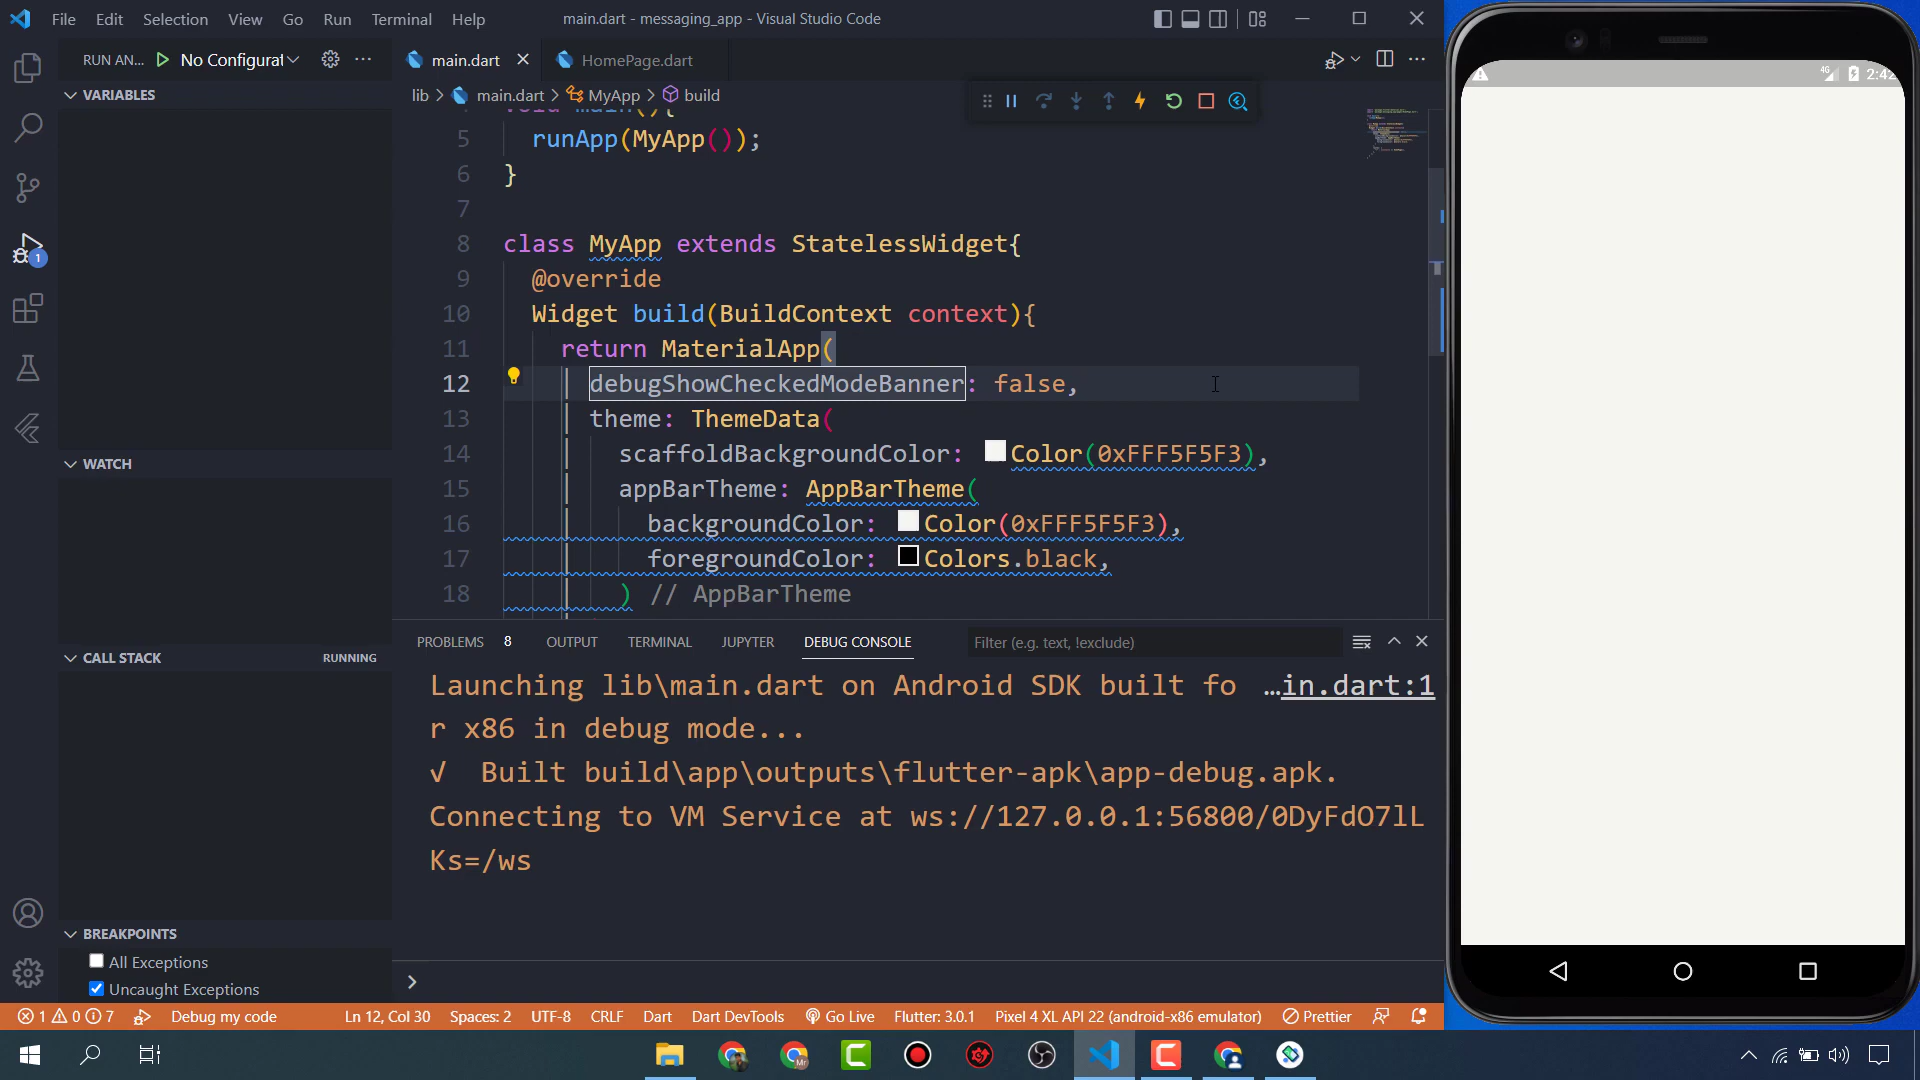 File Edit Selection View Go Run Terminal Help
main.dart - messaging_app - Visual Studio Code
RUN AN... No Configurat
main.dart HomePage.dart
VARIABLES
lib main.dart MyApp build
5 runApp(MyApp());
6 }
7
8 class MyApp extends StatelessWidget{
9 @override
10 Widget build(BuildContext context){
11 return MaterialApp(
12 debugShowCheckedModeBanner: false,
13 theme: ThemeData(
14 scaffoldBackgroundColor: Color(0xFFF5F5F3),
15 appBarTheme: AppBarTheme(
16 backgroundColor: Color(0xFFF5F5F3),
17 foregroundColor: Colors.black,
18 ) // AppBarTheme
WATCH
CALL STACK RUNNING
BREAKPOINTS
All Exceptions
Uncaught Exceptions
1
PROBLEMS 8 OUTPUT TERMINAL JUPYTER DEBUG CONSOLE
Filter (e.g. text, !exclude)
Launching lib\main.dart on Android SDK built fo …in.dart:1
r x86 in debug mode...
√ Built build\app\outputs\flutter-apk\app-debug.apk.
Connecting to VM Service at ws://127.0.0.1:56800/0DyFdO7lL
Ks=/ws
1 0 7 Debug my code Ln 12, Col 30 Spaces: 2 UTF-8 CRLF Dart Dart DevTools Go Live Flutter: 3.0.1 Pixel 4 XL API 22 (android-x86 emulator) Prettier
4G 2:42